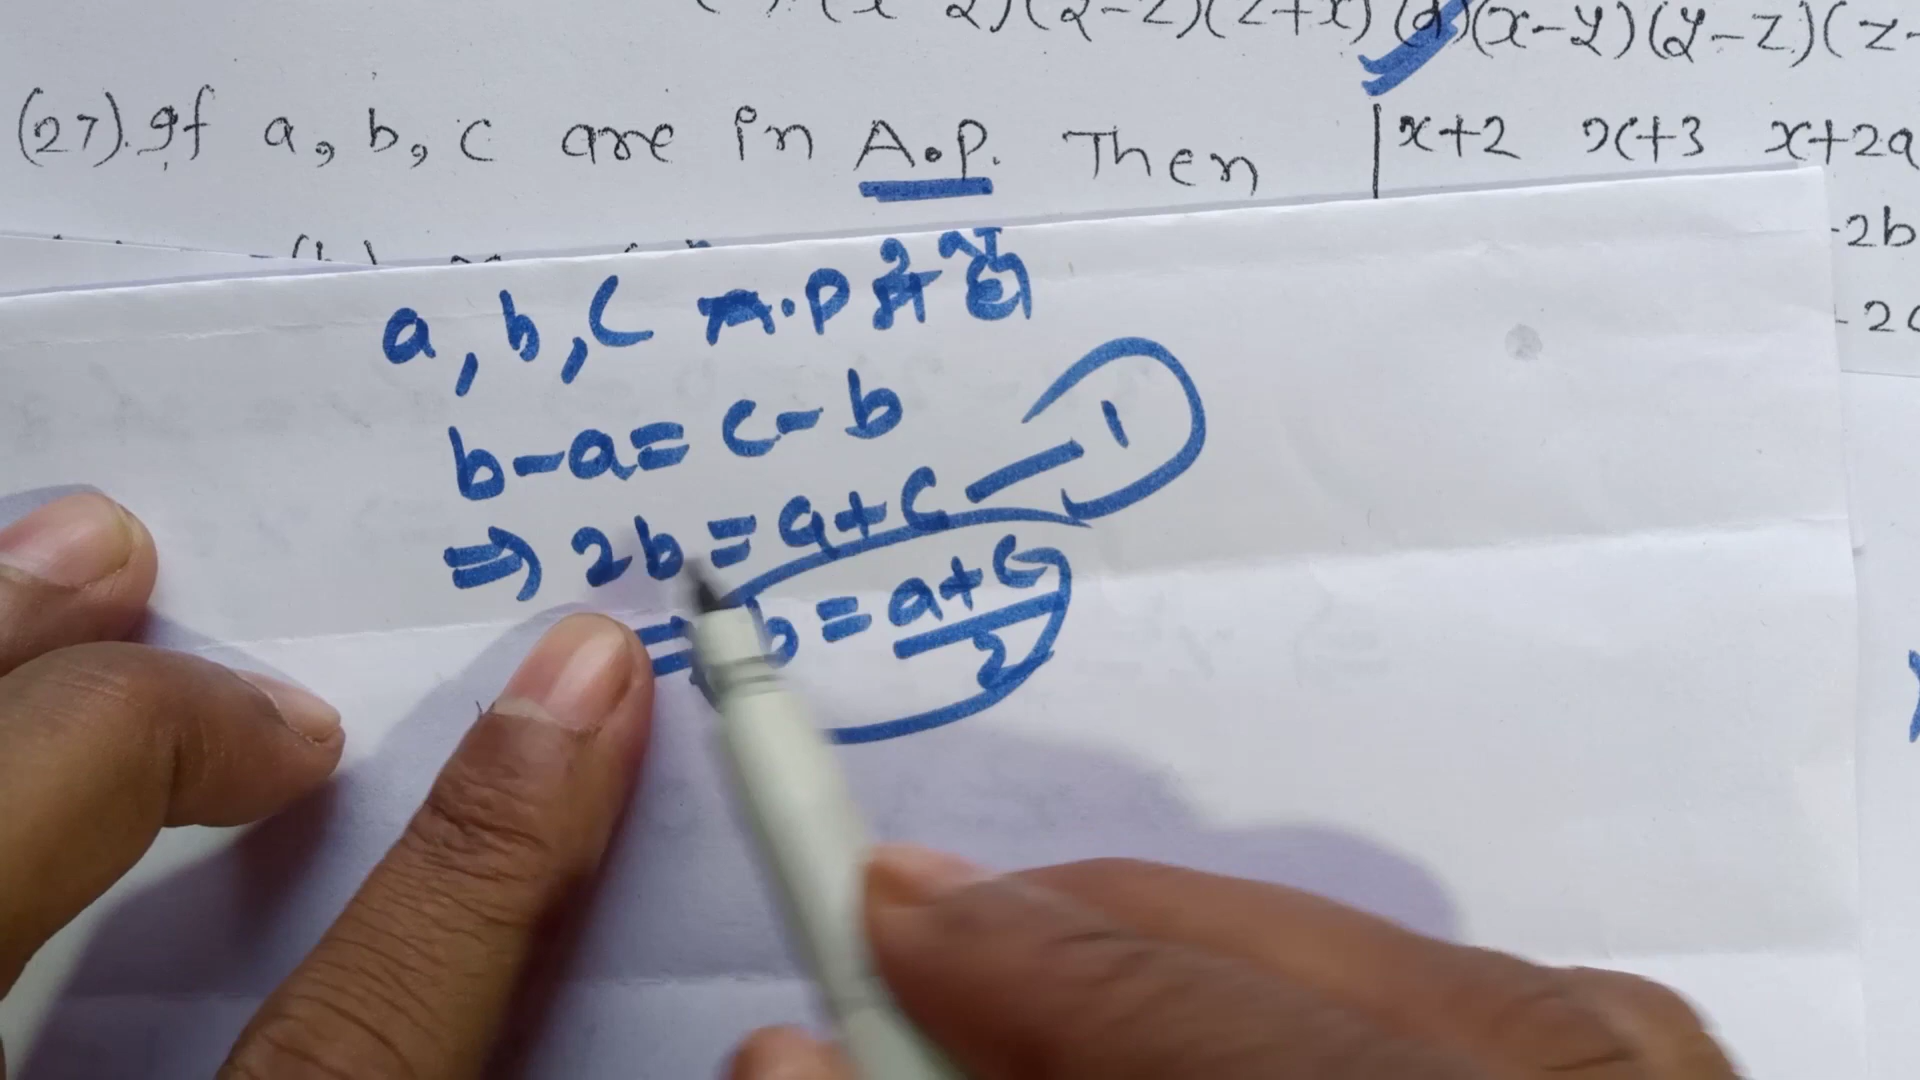 (z+x) (d) (x-y)(y-z)(z-
(27). If a, b, c are in A.P. Then | x+2 x+3 x+2a
-2b
-2c
a, b, c A.P में है
b-a = c-b
⇒ 2b = a+c — 1
⇒ b = a+c/2